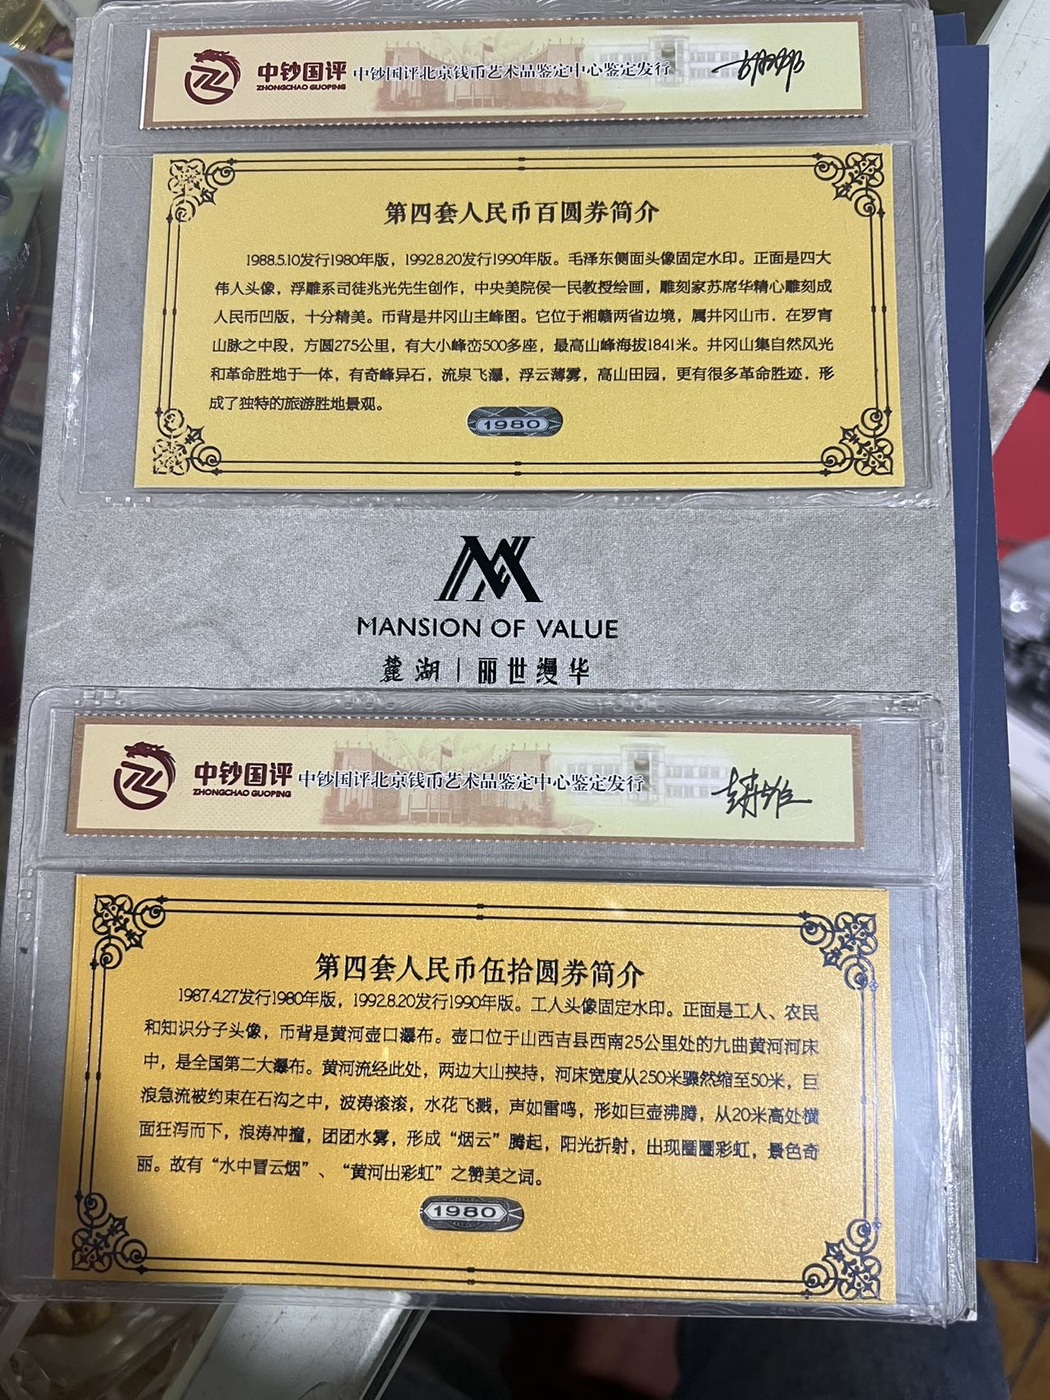 中钞国评
ZHONGCHAO GUOPING
中钞国评北京钱币艺术品鉴定中心鉴定发行
第四套人民币百圆券简介
1988.5.10发行1980年版，1992.8.20发行1990年版。毛泽东侧面头像固定水印。正面是四大
伟人头像，浮雕系司徒兆光先生创作，中央美院侯一民教授绘画，雕刻家苏席华精心雕刻成
人民币凹版，十分精美。币背是井冈山主峰图。它位于湘赣两省边境，属井冈山市．在罗霄
山脉之中段，方圆275公里，有大小峰峦500多座，最高山峰海拔1841米。井冈山集自然风光
和革命胜地于一体，有奇峰异石，流泉飞瀑，浮云薄雾，高山田园，更有很多革命胜迹，形
成了独特的旅游胜地景观。
1980
MANSION OF VALUE
麓湖|丽世缦华
中钞国评
ZHONGCHAO GUOPING
中钞国评北京钱币艺术品鉴定中心鉴定发行
第四套人民币伍拾圆券简介
1987.4.27发行1980年版，1992.8.20发行1990年版。工人头像固定水印。正面是工人、农民
和知识分子头像，币背是黄河壶口瀑布。壶口位于山西吉县西南25公里处的九曲黄河河床
中，是全国第二大瀑布。黄河流经此处，两边大山挟持，河床宽度从250米骤然缩至50米，巨
浪急流被约束在石沟之中，波涛滚滚，水花飞溅，声如雷鸣，形如巨壶沸腾，从20米高处横
面狂泻而下，浪涛冲撞，团团水雾，形成“烟云”腾起，阳光折射，出现圈圈彩虹，景色奇
丽。故有“水中冒云烟”、“黄河出彩虹”之赞美之词。
1980